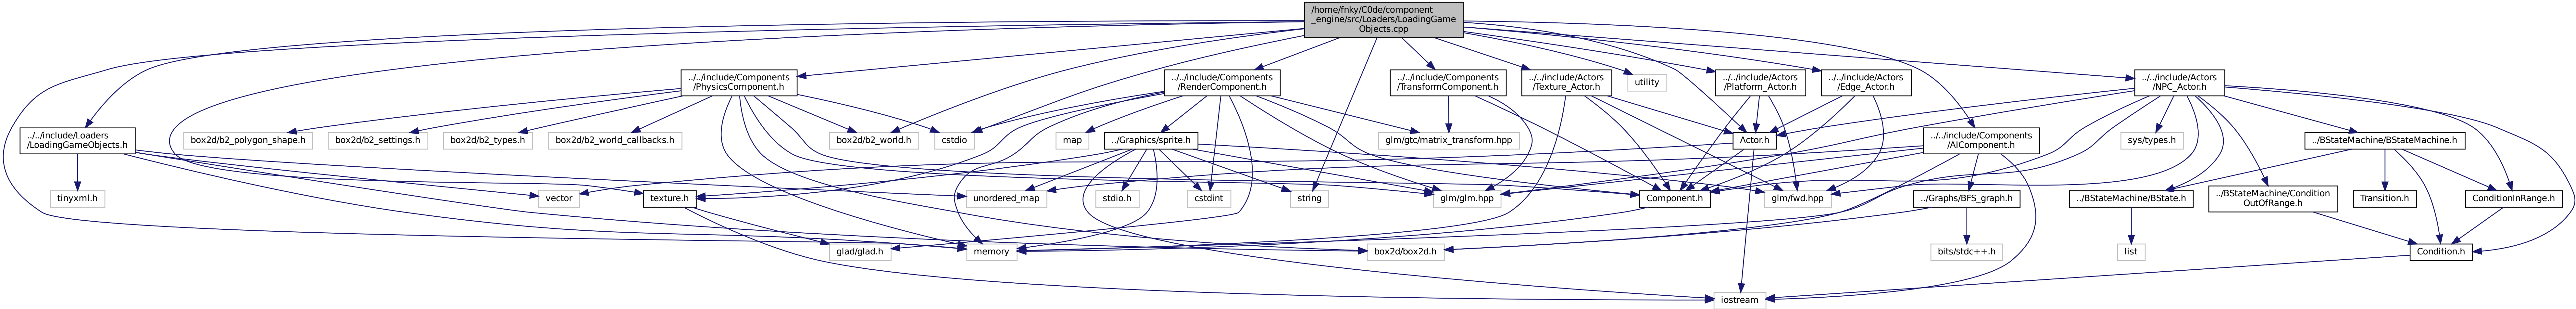 /home/fnky/C0de/component
_engine/src/Loaders/LoadingGame
Objects.cpp
../../include/Components
/PhysicsComponent.h
../../include/Components
/RenderComponent.h
../../include/Components
/TransformComponent.h
../../include/Actors
/Texture_Actor.h
utility
../../include/Actors
/Platform_Actor.h
../../include/Actors
/Edge_Actor.h
../../include/Actors
/NPC_Actor.h
../../include/Loaders
/LoadingGameObjects.h
box2d/b2_polygon_shape.h
box2d/b2_settings.h
box2d/b2_types.h
box2d/b2_world_callbacks.h
box2d/b2_world.h
cstdio
map
../Graphics/sprite.h
glm/gtc/matrix_transform.hpp
Actor.h
../../include/Components
/AIComponent.h
sys/types.h
../BStateMachine/BStateMachine.h
tinyxml.h
vector
texture.h
unordered_map
stdio.h
cstdint
string
glm/glm.hpp
Component.h
glm/fwd.hpp
../Graphs/BFS_graph.h
../BStateMachine/BState.h
../BStateMachine/Condition
OutOfRange.h
Transition.h
ConditionInRange.h
glad/glad.h
memory
box2d/box2d.h
bits/stdc++.h
list
Condition.h
iostream